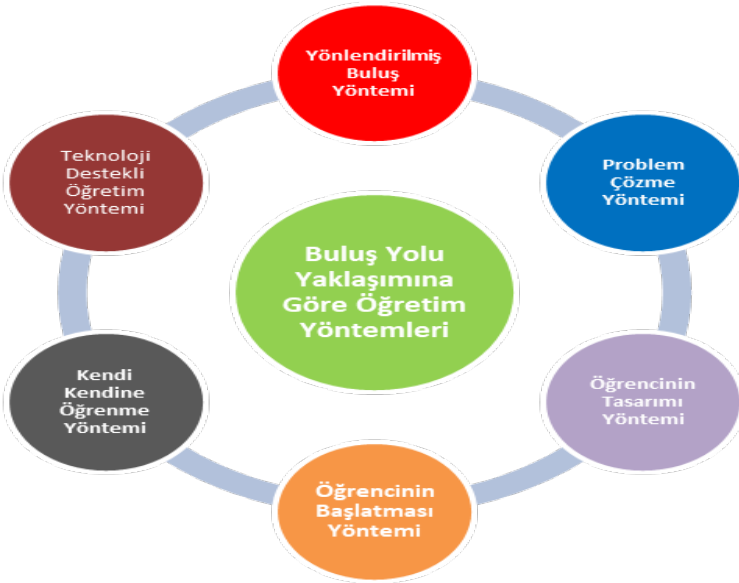 Yönlendirilmiş
Buluş
Yöntemi
Problem
Çözme
Yöntemi
Öğrencinin
Tasarımı
Yöntemi
Öğrencinin
Başlatması
Yöntemi
Kendi
Kendine
Öğrenme
Yöntemi
Teknoloji
Destekli
Öğretim
Yöntemi
Buluş Yolu
Yaklaşımına
Göre Öğretim
Yöntemleri